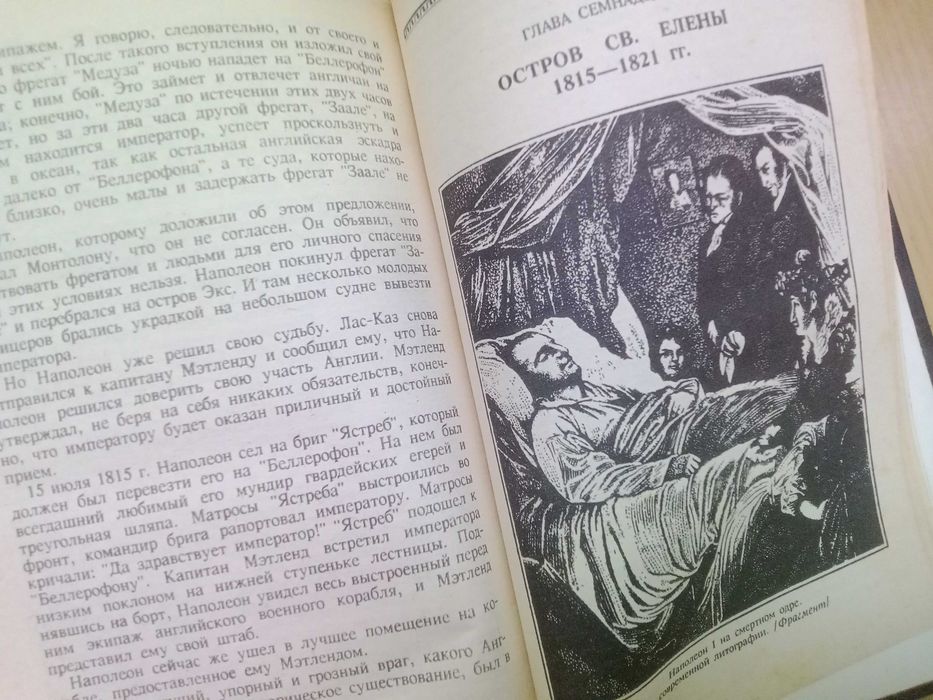 ипажем. Я говорю, следовательно, и от своего и
всех". После такого вступления он изложил свой
о фрегат "Медуза" ночью нападет на "Беллерофон"
т с ним бой. Это займет и отвлечет англичан на
а; конечно, "Медуза" по истечении этих двух часов
ет, но за эти два часа другой фрегат, "Заале", на
м находится император, успеет проскользнуть и
в океан, так как остальная английская эскадра
далеко от "Беллерофона", а те суда, которые нахо-
близко, очень малы и задержать фрегат "Заале" не
ут.
аполеон, которому доложили об этом предложении,
ал Монтолону, что он не согласен. Он объявил, что
твовать фрегатом и людьми для его личного спасения
этих условиях нельзя. Наполеон покинул фрегат "За-
" и перебрался на остров Экс. И там несколько молодых
ицеров брались украдкой на небольшом судне вывезти
мператора.
Но Наполеон уже решил свою судьбу. Лас-Каз снова
тправился к капитану Мэтленду и сообщил ему, что На-
олеон решился доверить свою участь Англии. Мэтленд
утверждал, не беря на себя никаких обязательств, конеч-
но, что императору будет оказан приличный и достойный
прием.
15 июля 1815 г. Наполеон сел на бриг "Ястреб", который
должен был перевезти его на "Беллерофон". На нем был
всегдашний любимый его мундир гвардейских егерей и
треугольная шляпа. Матросы "Ястреба" выстроились во
фронт, командир брига рапортовал императору. Матросы
кричали: "Да здравствует император!" "Ястреб" подошел к
"Беллерофону". Капитан Мэтленд встретил императора
низким поклоном на нижней ступеньке лестницы. Под-
нявшись на борт, Наполеон увидел весь выстроенный перед
ним экипаж английского военного корабля, и Мэтленд
представил ему свой штаб.
Наполеон сейчас же ушел в лучшее помещение на ко-
предоставленное ему Мэтлендом.
упорный и грозный враг, какого Анг-
существование, был в
ГЛАВА СЕМНАД
ОСТРОВ СВ. ЕЛЕНЫ
1815—1821 гг.
Наполеон I на смертном одре.
современной литографии. /Фрагмент/